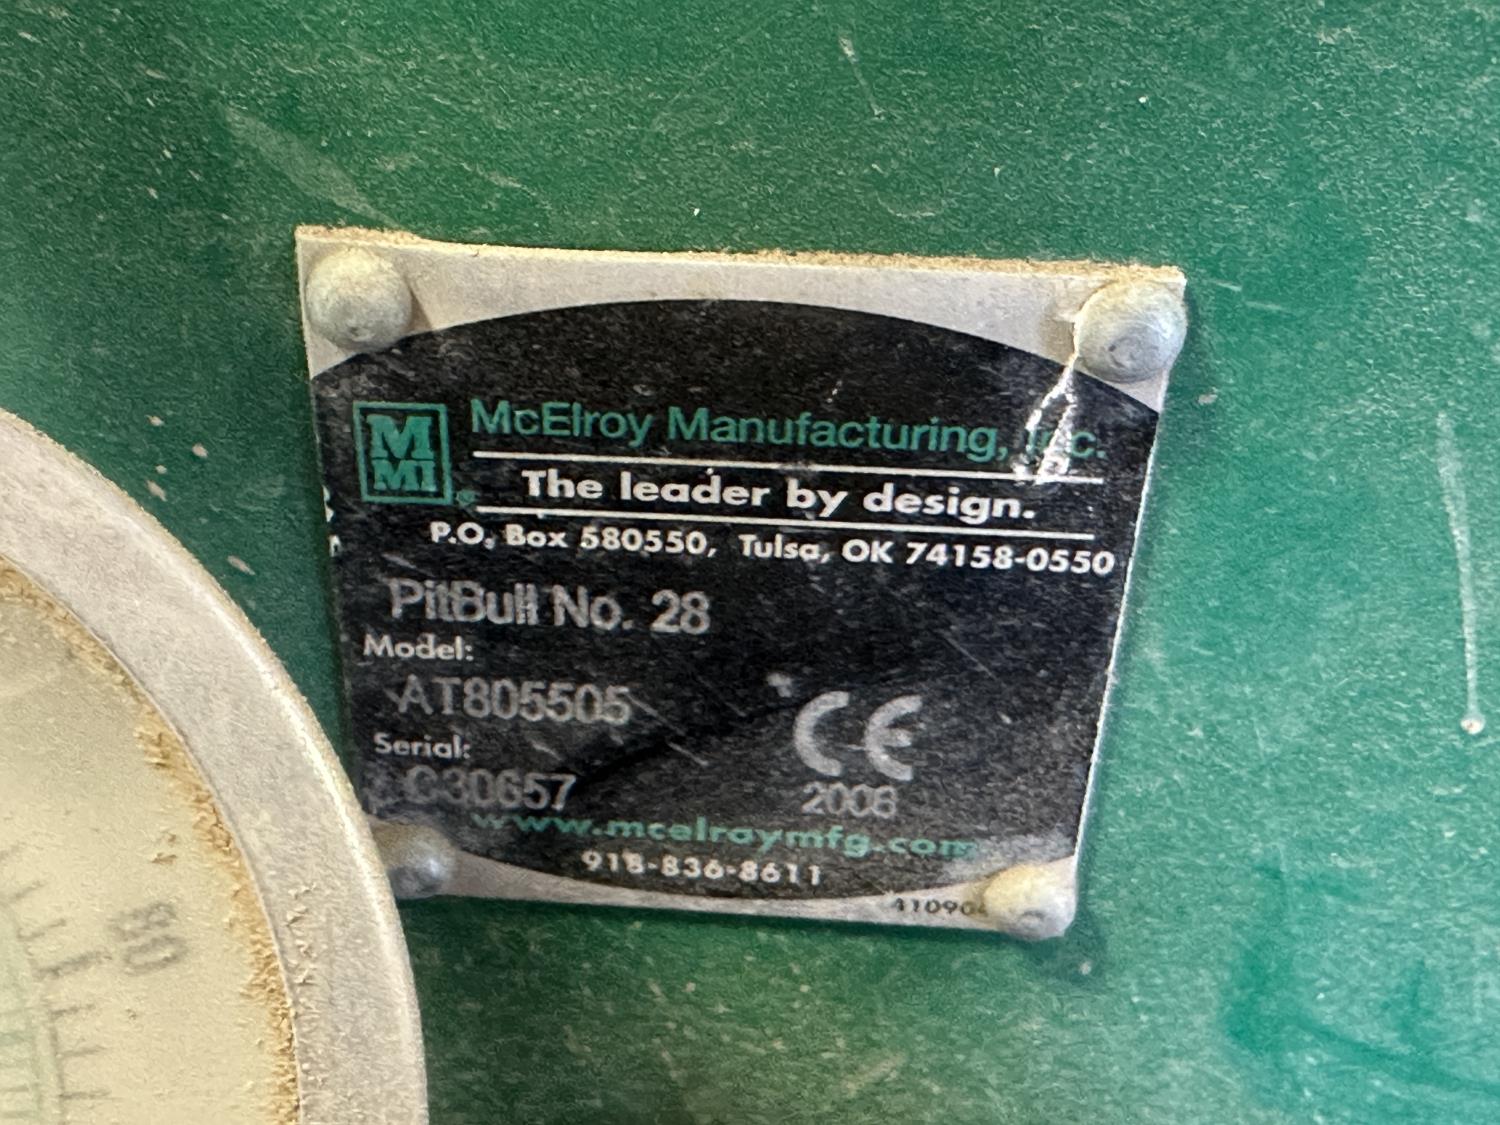 M
MI
®
McElroy Manufacturing, Inc.
The leader by design.
P.O. Box 580550, Tulsa, OK 74158-0550
PitBull No. 28
Model:
AT805505
Serial:
C30657
CE
2006
www.mcelroymfg.com
918-836-8611
80